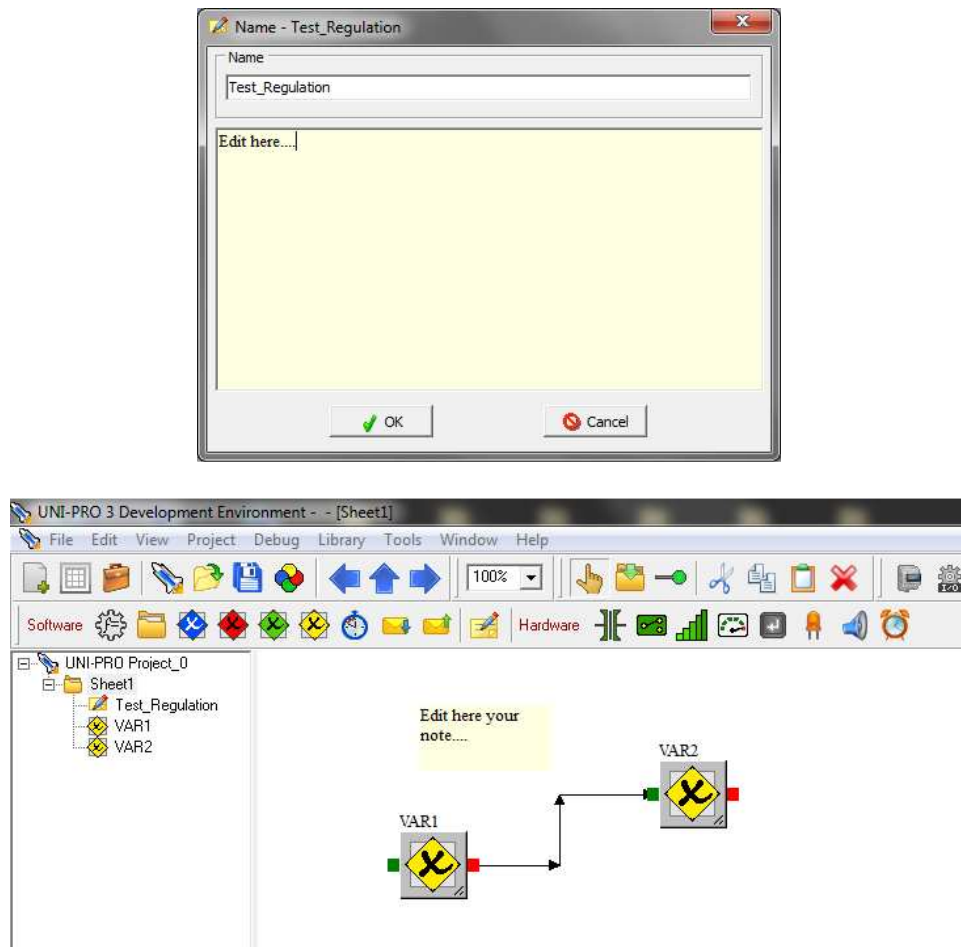 Name - Test_Regulation
Name
Test_Regulation
Edit here....
OK
Cancel
UNI-PRO 3 Development Environment - - [Sheet1]
File Edit View Project Debug Library Tools Window Help
100%
Software
Hardware
UNI-PRO Project_0
Sheet1
Test_Regulation
VAR1
VAR2
Edit here your
note....
VAR2
VAR1